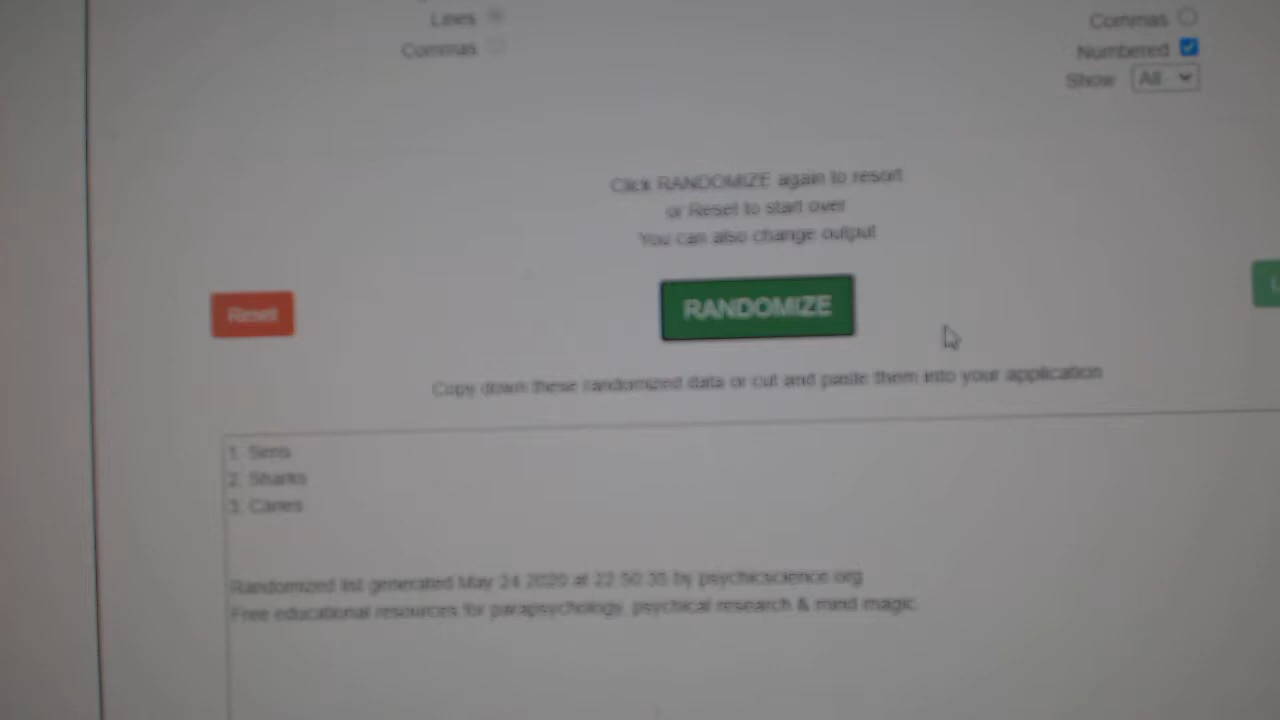 Lines
Commas
Commas
Numbered
Show All
Click RANDOMIZE again to resort
or Reset to start over
You can also change output
Reset
RANDOMIZE
Copy down these randomized data or cut and paste them into your application
1. Sens
2. Sharks
3. Canes
Randomized list generated May 24 2020 at 22:50:35 by psychicscience.org
Free educational resources for parapsychology, psychical research & mind magic.